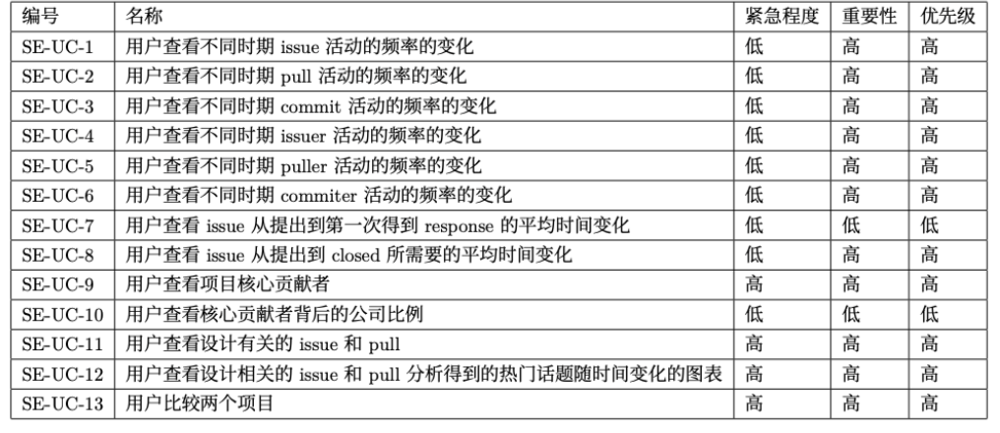 编号 名称 紧急程度 重要性 优先级
SE-UC-1 用户查看不同时期 issue 活动的频率的变化 低 高 高
SE-UC-2 用户查看不同时期 pull 活动的频率的变化 低 高 高
SE-UC-3 用户查看不同时期 commit 活动的频率的变化 低 高 高
SE-UC-4 用户查看不同时期 issuer 活动的频率的变化 低 高 高
SE-UC-5 用户查看不同时期 puller 活动的频率的变化 低 高 高
SE-UC-6 用户查看不同时期 commiter 活动的频率的变化 低 高 高
SE-UC-7 用户查看 issue 从提出到第一次得到 response 的平均时间变化 低 低 低
SE-UC-8 用户查看 issue 从提出到 closed 所需要的平均时间变化 低 高 高
SE-UC-9 用户查看项目核心贡献者 高 高 高
SE-UC-10 用户查看核心贡献者背后的公司比例 低 低 低
SE-UC-11 用户查看设计有关的 issue 和 pull 高 高 高
SE-UC-12 用户查看设计相关的 issue 和 pull 分析得到的热门话题随时间变化的图表 高 高 高
SE-UC-13 用户比较两个项目 高 高 高